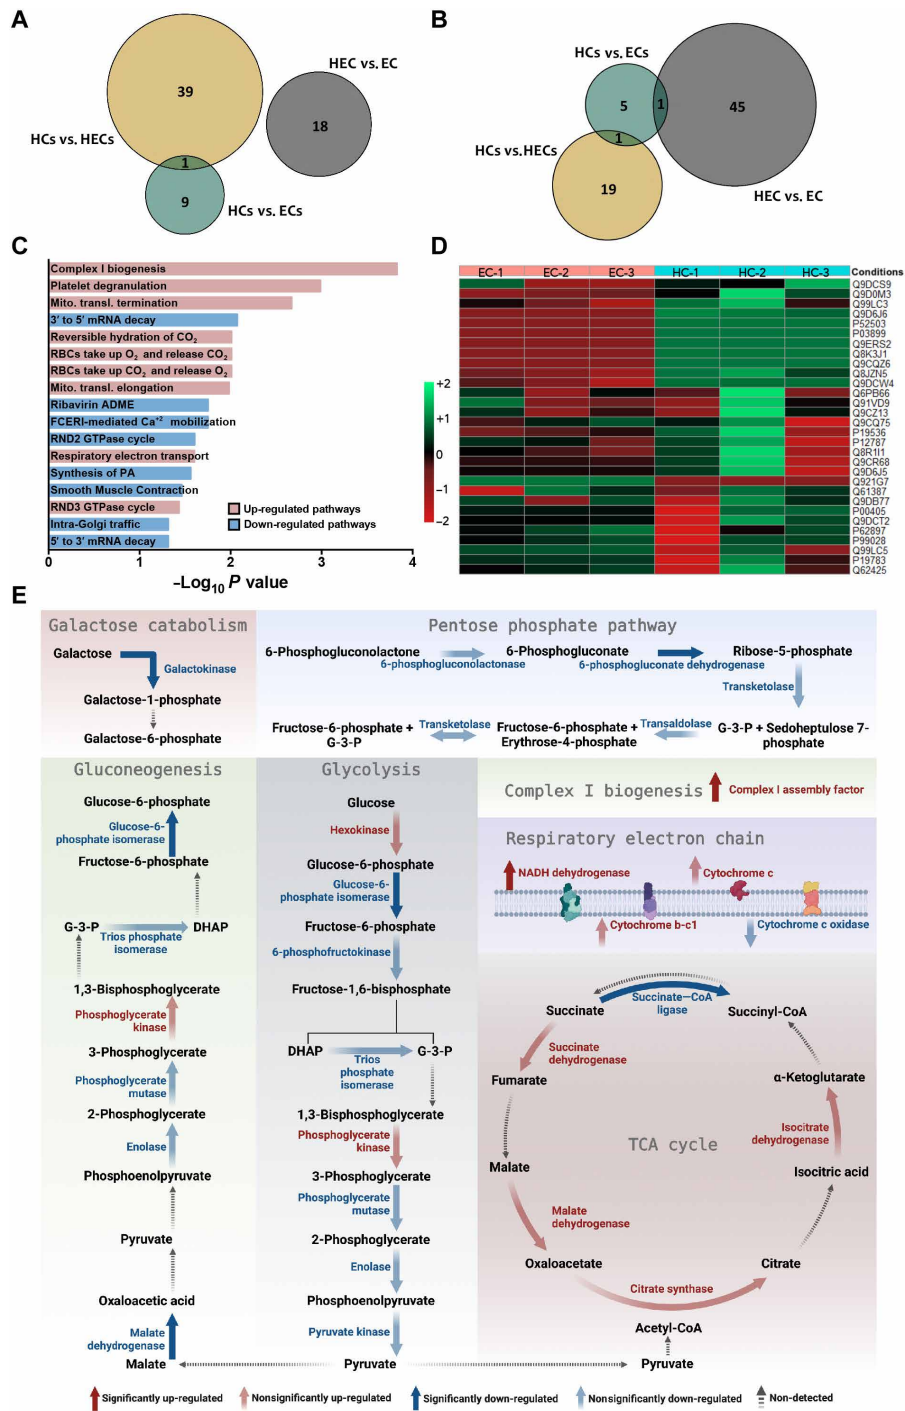 A
HEC vs. EC
39
18
HCs vs. HECs
1
9
HCs vs. ECs
B
HCs vs. ECs
5
1
45
1
HCs vs. HECs
19
HEC vs. EC
C
Complex I biogenesis
Platelet degranulation
Mito. transl. termination
3′ to 5′ mRNA decay
Reversible hydration of CO2
RBCs take up O2 and release CO2
RBCs take up CO2 and release O2
Mito. transl. elongation
Ribavirin ADME
FCERI-mediated Ca+2 mobilization
RND2 GTPase cycle
Respiratory electron transport
Synthesis of PA
Smooth Muscle Contraction
RND3 GTPase cycle
Intra-Golgi traffic
5′ to 3′ mRNA decay
Up-regulated pathways
Down-regulated pathways
0 1 2 3 4
–Log10 P value
D
EC-1 EC-2 EC-3 HC-1 HC-2 HC-3 Conditions
+2
+1
0
−1
−2
Q9DCS9
Q9D0M3
Q99LC3
Q9D6J6
P52503
P03899
Q9ERS2
Q8K3J1
Q9CQZ6
Q8JZN5
Q9DCW4
Q6PB66
Q91VD9
Q9CZ13
Q9CQ75
P19536
P12787
Q8R1I1
Q9CR68
Q9D6J5
Q921G7
Q61387
Q9DB77
P00405
Q9DCT2
P62897
P99028
Q99LC5
P19783
Q62425
E
Galactose catabolism
Galactose
Galactokinase
Galactose-1-phosphate
Galactose-6-phosphate
Pentose phosphate pathway
6-Phosphogluconolactone
6-phosphogluconolactonase
6-Phosphogluconate
6-phosphogluconate dehydrogenase
Ribose-5-phosphate
Transketolase
G-3-P + Sedoheptulose 7-
phosphate
Transaldolase
Fructose-6-phosphate +
Erythrose-4-phosphate
Transketolase
Fructose-6-phosphate +
G-3-P
Gluconeogenesis
Glucose-6-phosphate
Glucose-6-
phosphate isomerase
Fructose-6-phosphate
G-3-P
Trios phosphate
isomerase
DHAP
1,3-Bisphosphoglycerate
Phosphoglycerate
kinase
3-Phosphoglycerate
Phosphoglycerate
mutase
2-Phosphoglycerate
Enolase
Phosphoenolpyruvate
Pyruvate
Oxaloacetic acid
Malate
dehydrogenase
Malate
Glycolysis
Glucose
Hexokinase
Glucose-6-phosphate
Glucose-6-
phosphate isomerase
Fructose-6-phosphate
6-phosphofructokinase
Fructose-1,6-bisphosphate
DHAP
Trios
phosphate
isomerase
G-3-P
1,3-Bisphosphoglycerate
Phosphoglycerate
kinase
3-Phosphoglycerate
Phosphoglycerate
mutase
2-Phosphoglycerate
Enolase
Phosphoenolpyruvate
Pyruvate kinase
Pyruvate
Complex I biogenesis
Complex I assembly factor
Respiratory electron chain
NADH dehydrogenase
Cytochrome c
Cytochrome b-c1
Cytochrome c oxidase
Succinate
Succinate–CoA
ligase
Succinyl-CoA
Succinate
dehydrogenase
Fumarate
α-Ketoglutarate
Isocitrate
dehydrogenase
TCA cycle
Malate
Isocitric acid
Malate
dehydrogenase
Oxaloacetate
Citrate
Citrate synthase
Acetyl-CoA
Pyruvate
Significantly up-regulated
Nonsignificantly up-regulated
Significantly down-regulated
Nonsignificantly down-regulated
Non-detected